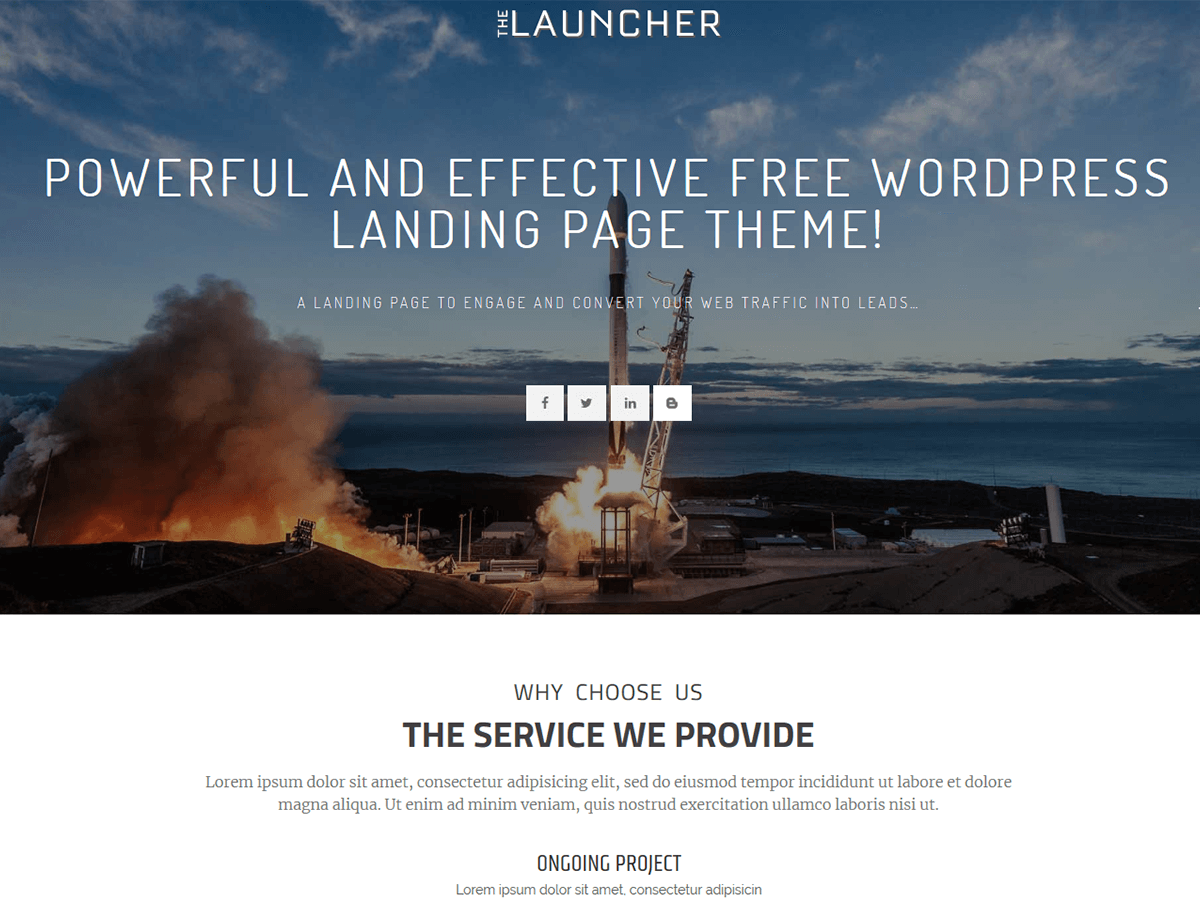 THE LAUNCHER
POWERFUL AND EFFECTIVE FREE WORDPRESS
LANDING PAGE THEME!
A LANDING PAGE TO ENGAGE AND CONVERT YOUR WEB TRAFFIC INTO LEADS...
f in B
WHY CHOOSE US
THE SERVICE WE PROVIDE
Lorem ipsum dolor sit amet, consectetur adipisicing elit, sed do eiusmod tempor incididunt ut labore et dolore
magna aliqua. Ut enim ad minim veniam, quis nostrud exercitation ullamco laboris nisi ut.
ONGOING PROJECT
Lorem ipsum dolor sit amet, consectetur adipisicin